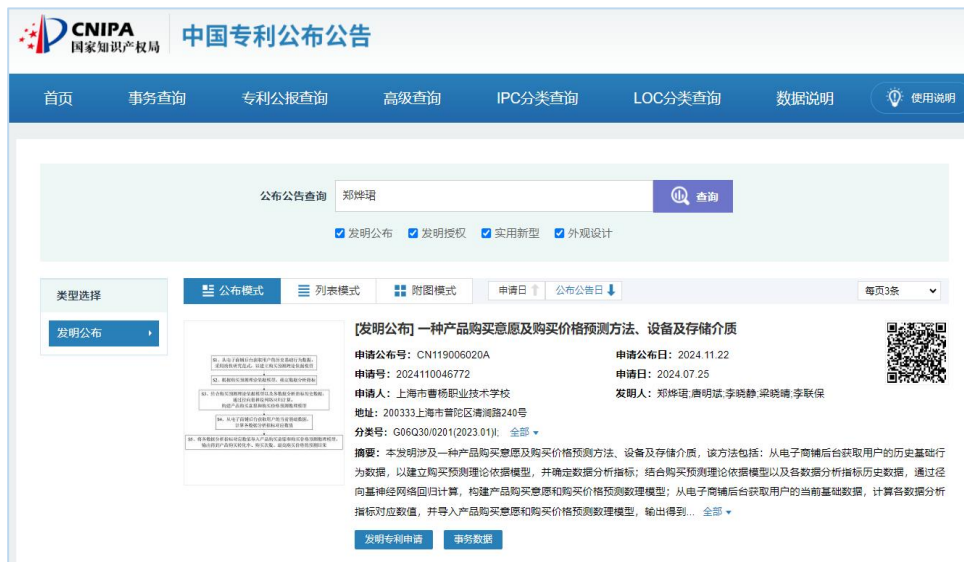 CNIPA
国家知识产权局
中国专利公布公告
首页 事务查询 专利公报查询 高级查询 IPC分类查询 LOC分类查询 数据说明 使用说明
公布公告查询 郑烨珺 查询
发明公布 发明授权 实用新型 外观设计
类型选择
发明公布
公布模式 列表模式 附图模式 申请日 公布公告日 每页3条
[发明公布] 一种产品购买意愿及购买价格预测方法、设备及存储介质
申请公布号：CN119006020A 申请公布日：2024.11.22
申请号：2024110046772 申请日：2024.07.25
申请人：上海市曹杨职业技术学校 发明人：郑烨珺;唐明斌;李晓静;梁晓晴;李联保
地址：200333上海市普陀区清涧路240号
分类号：G06Q30/0201(2023.01)I; 全部
摘要：本发明涉及一种产品购买意愿及购买价格预测方法、设备及存储介质，该方法包括：从电子商铺后台获取用户的历史基础行
为数据，以建立购买预测理论依据模型，并确定数据分析指标；结合购买预测理论依据模型以及各数据分析指标历史数据，通过径
向基神经网络回归计算，构建产品购买意愿和购买价格预测数理模型；从电子商铺后台获取用户的当前基础数据，计算各数据分析
指标对应数值，并导入产品购买意愿和购买价格预测数理模型，输出得到... 全部
发明专利申请 事务数据